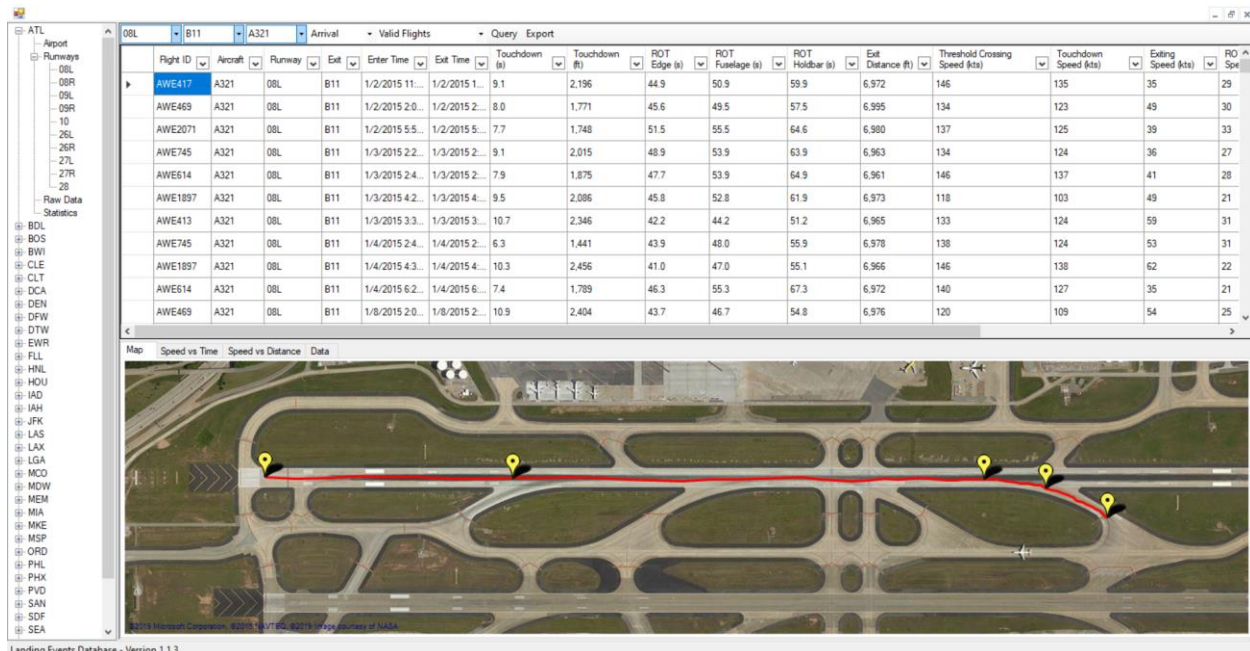 ATL
Airport
Runways
08L
08R
09L
09R
10
26L
26R
27L
27R
28
Raw Data
Statistics
BDL
BOS
BWI
CLE
CLT
DCA
DEN
DFW
DTW
EWR
FLL
HNL
HOU
IAD
IAH
JFK
LAS
LAX
LGA
MCO
MDW
MEM
MIA
MKE
MSP
ORD
PHL
PHX
PVD
SAN
SDF
SEA
08L B11 A321 Arrival Valid Flights Query Export
Flight ID Aircraft Runway Exit Enter Time Exit Time Touchdown (s) Touchdown (ft) ROT Edge (s) ROT Fuselage (s) ROT Holdbar (s) Exit Distance (ft) Threshold Crossing Speed (kts) Touchdown Speed (kts) Exiting Speed (kts) RO Spe
AWE417 A321 08L B11 1/2/2015 11:... 1/2/2015 1... 9.1 2,196 44.9 50.9 59.9 6,972 146 135 35 29
AWE469 A321 08L B11 1/2/2015 2:0... 1/2/2015 2:... 8.0 1,771 45.6 49.5 57.5 6,995 134 123 49 30
AWE2071 A321 08L B11 1/2/2015 5:5... 1/2/2015 5:... 7.7 1,748 51.5 55.5 64.6 6,980 137 125 39 33
AWE745 A321 08L B11 1/3/2015 2:2... 1/3/2015 2:... 9.1 2,015 48.9 53.9 63.9 6,963 134 124 36 27
AWE614 A321 08L B11 1/3/2015 2:4... 1/3/2015 2:... 7.9 1,875 47.7 53.9 64.9 6,961 146 137 41 28
AWE1897 A321 08L B11 1/3/2015 4:2... 1/3/2015 4:... 9.5 2,086 45.8 52.8 61.9 6,973 118 103 49 21
AWE413 A321 08L B11 1/3/2015 3:3... 1/3/2015 3:... 10.7 2,346 42.2 44.2 51.2 6,965 133 124 59 31
AWE745 A321 08L B11 1/4/2015 2:4... 1/4/2015 2:... 6.3 1,441 43.9 48.0 55.9 6,978 138 124 53 31
AWE1897 A321 08L B11 1/4/2015 4:3... 1/4/2015 4:... 10.3 2,456 41.0 47.0 55.1 6,966 146 138 62 22
AWE614 A321 08L B11 1/4/2015 6:2... 1/4/2015 6:... 7.4 1,789 46.3 55.3 67.3 6,972 140 127 35 21
AWE469 A321 08L B11 1/8/2015 2:0... 1/8/2015 2:... 10.9 2,404 43.7 46.7 54.8 6,976 120 109 54 25
Map Speed vs Time Speed vs Distance Data
©2019 Microsoft Corporation, ©2019 NAVTEQ, ©2019 Image courtesy of NASA
Landing Events Database - Version 1.1.3